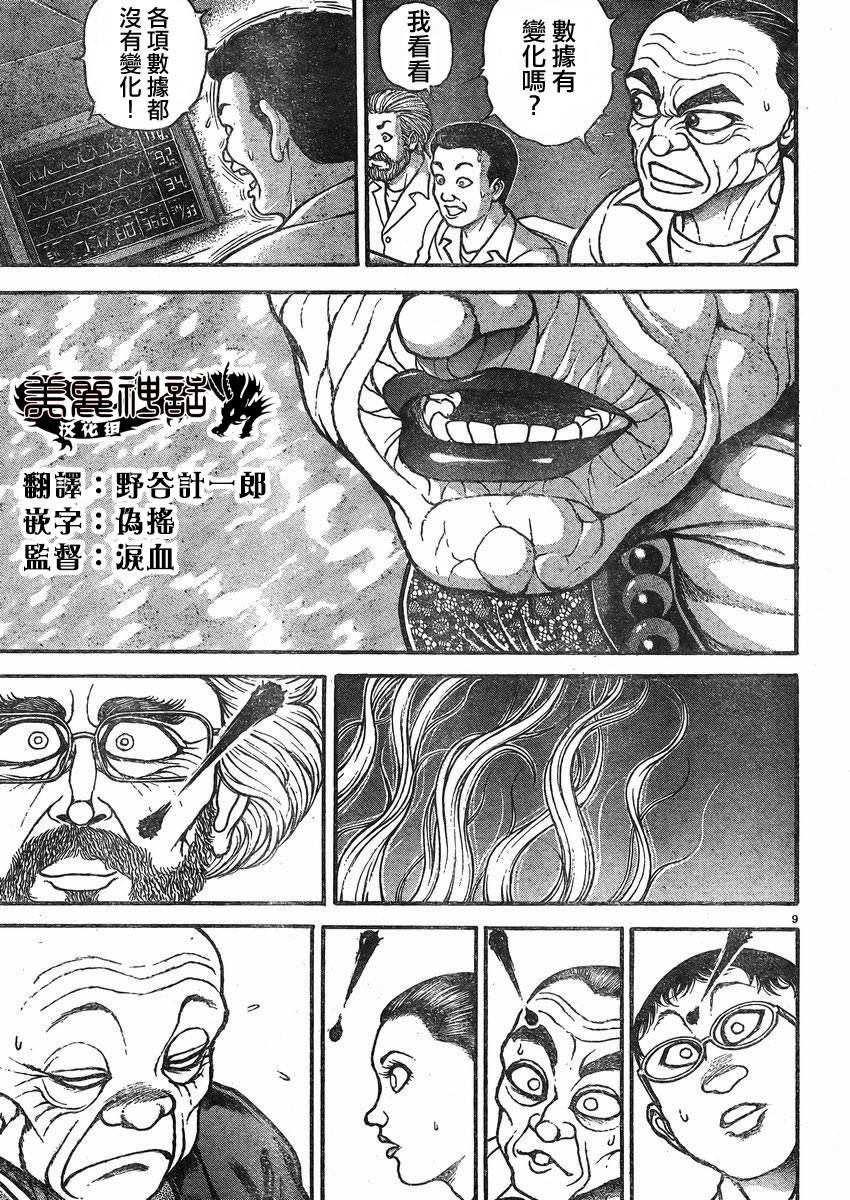 數據有
變化嗎？
我看看
各項數據都
沒有變化！
美麗神話
汉化组
翻譯：野谷計一郎
嵌字：偽搖
監督：淚血
9